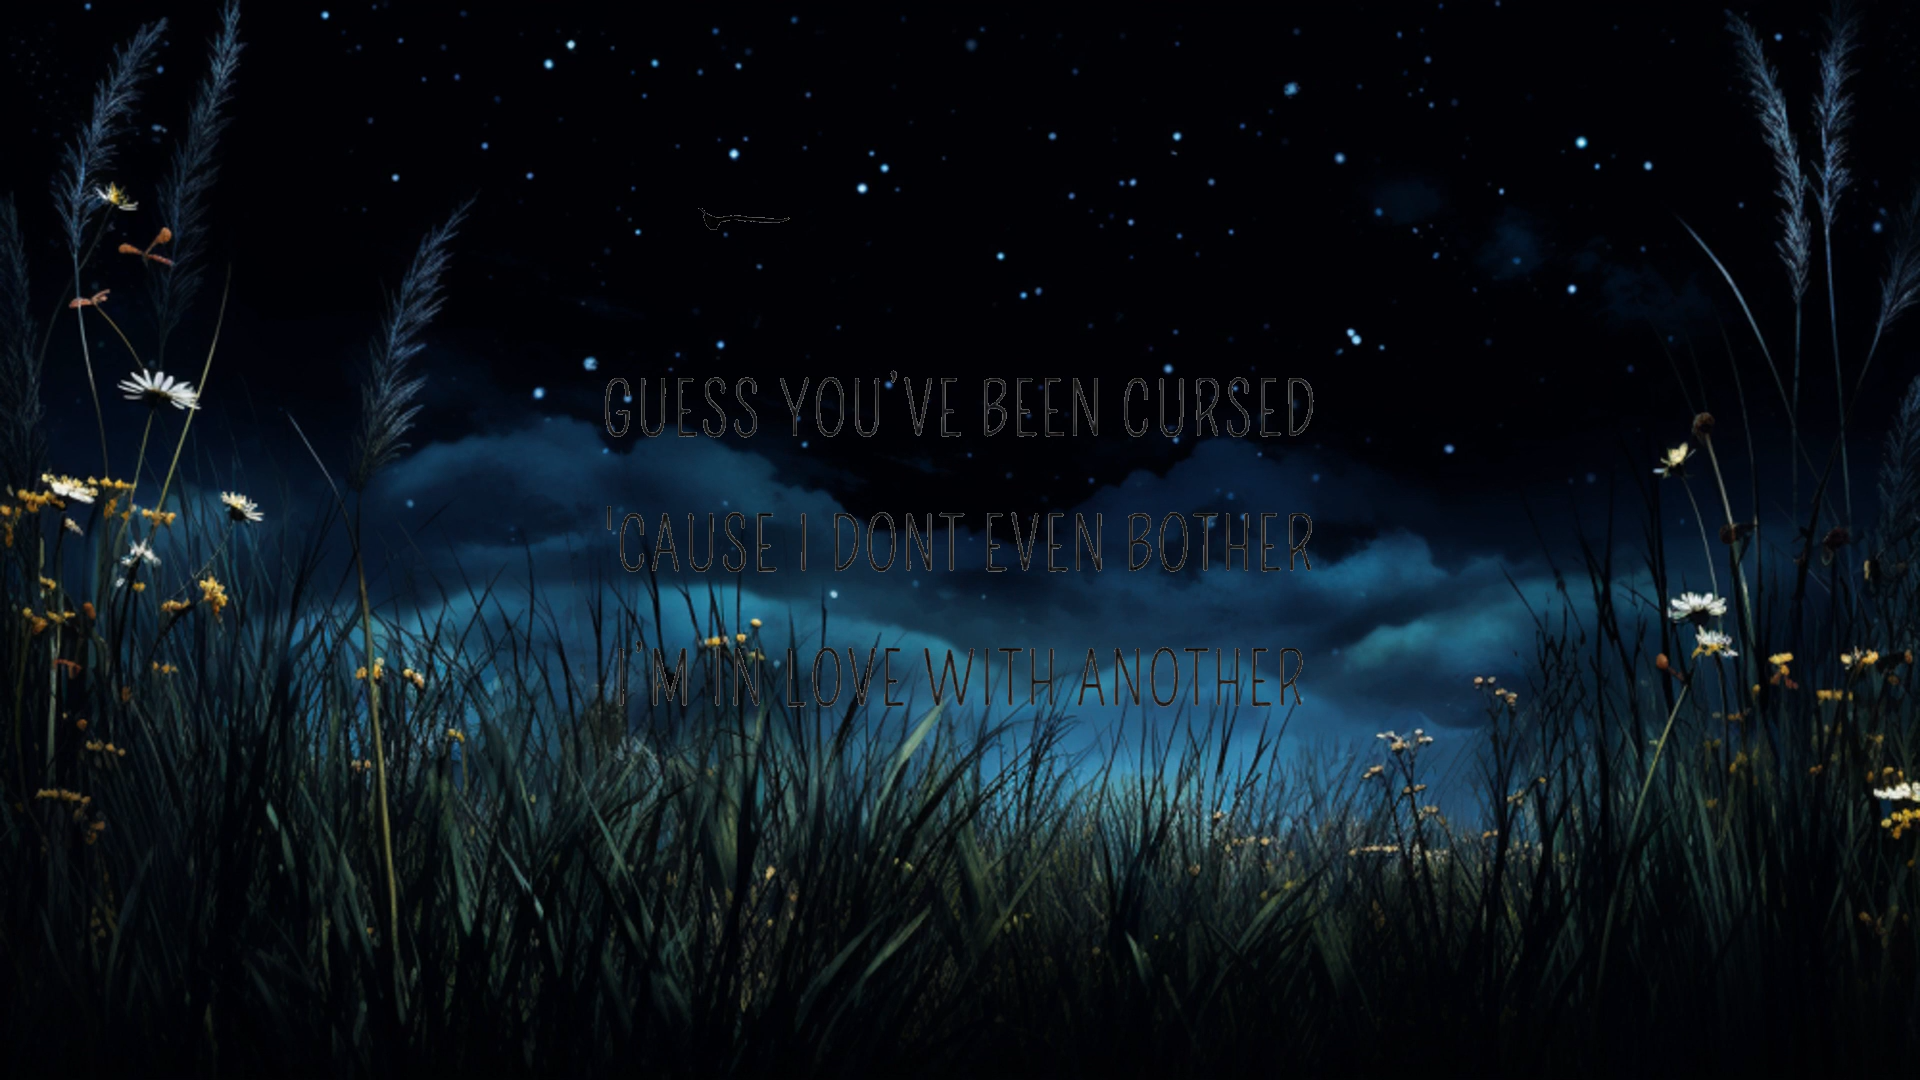 GUESS YOU'VE BEEN CURSED
'CAUSE I DONT EVEN BOTHER
I'M IN LOVE WITH ANOTHER